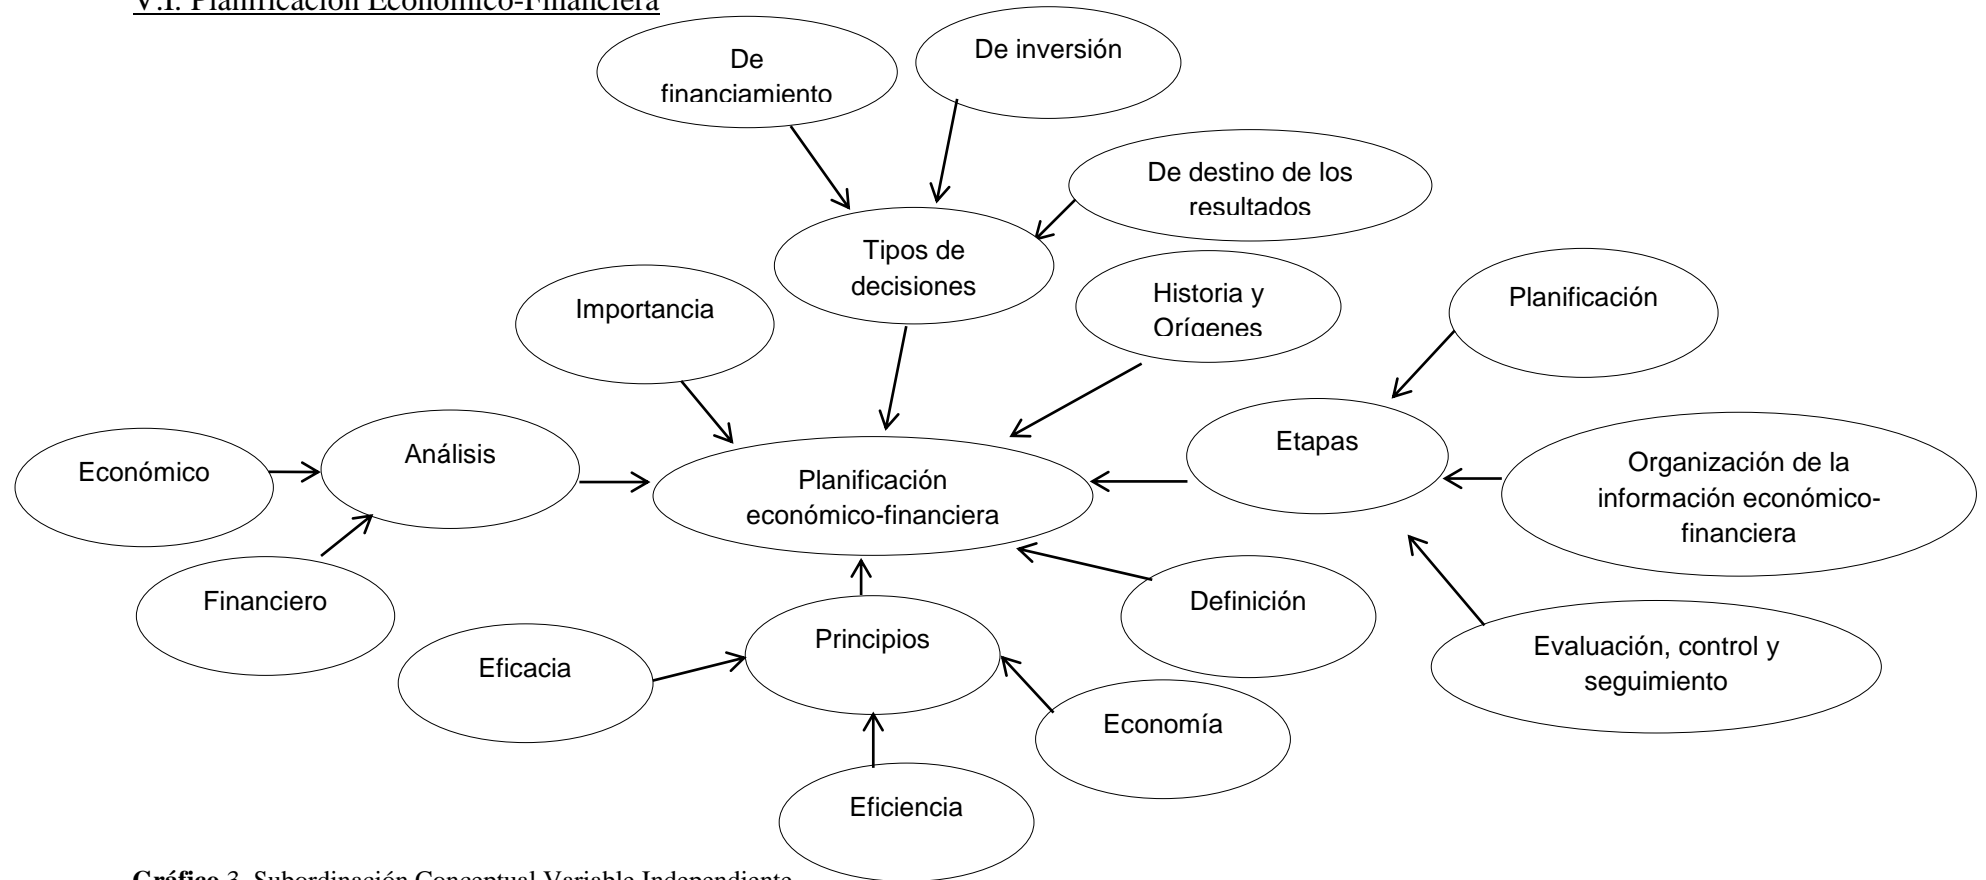 V.I. Planificación Económico-Financiera
De
financiamiento
De inversión
De destino de los
resultados
Tipos de
decisiones
Importancia
Historia y
Orígenes
Planificación
Económico
Análisis
Planificación
económico-financiera
Etapas
Organización de la
información económico-
financiera
Financiero
Eficacia
Principios
Definición
Evaluación, control y
seguimiento
Economía
Eficiencia
Gráfico 3. Subordinación Conceptual Variable Independiente